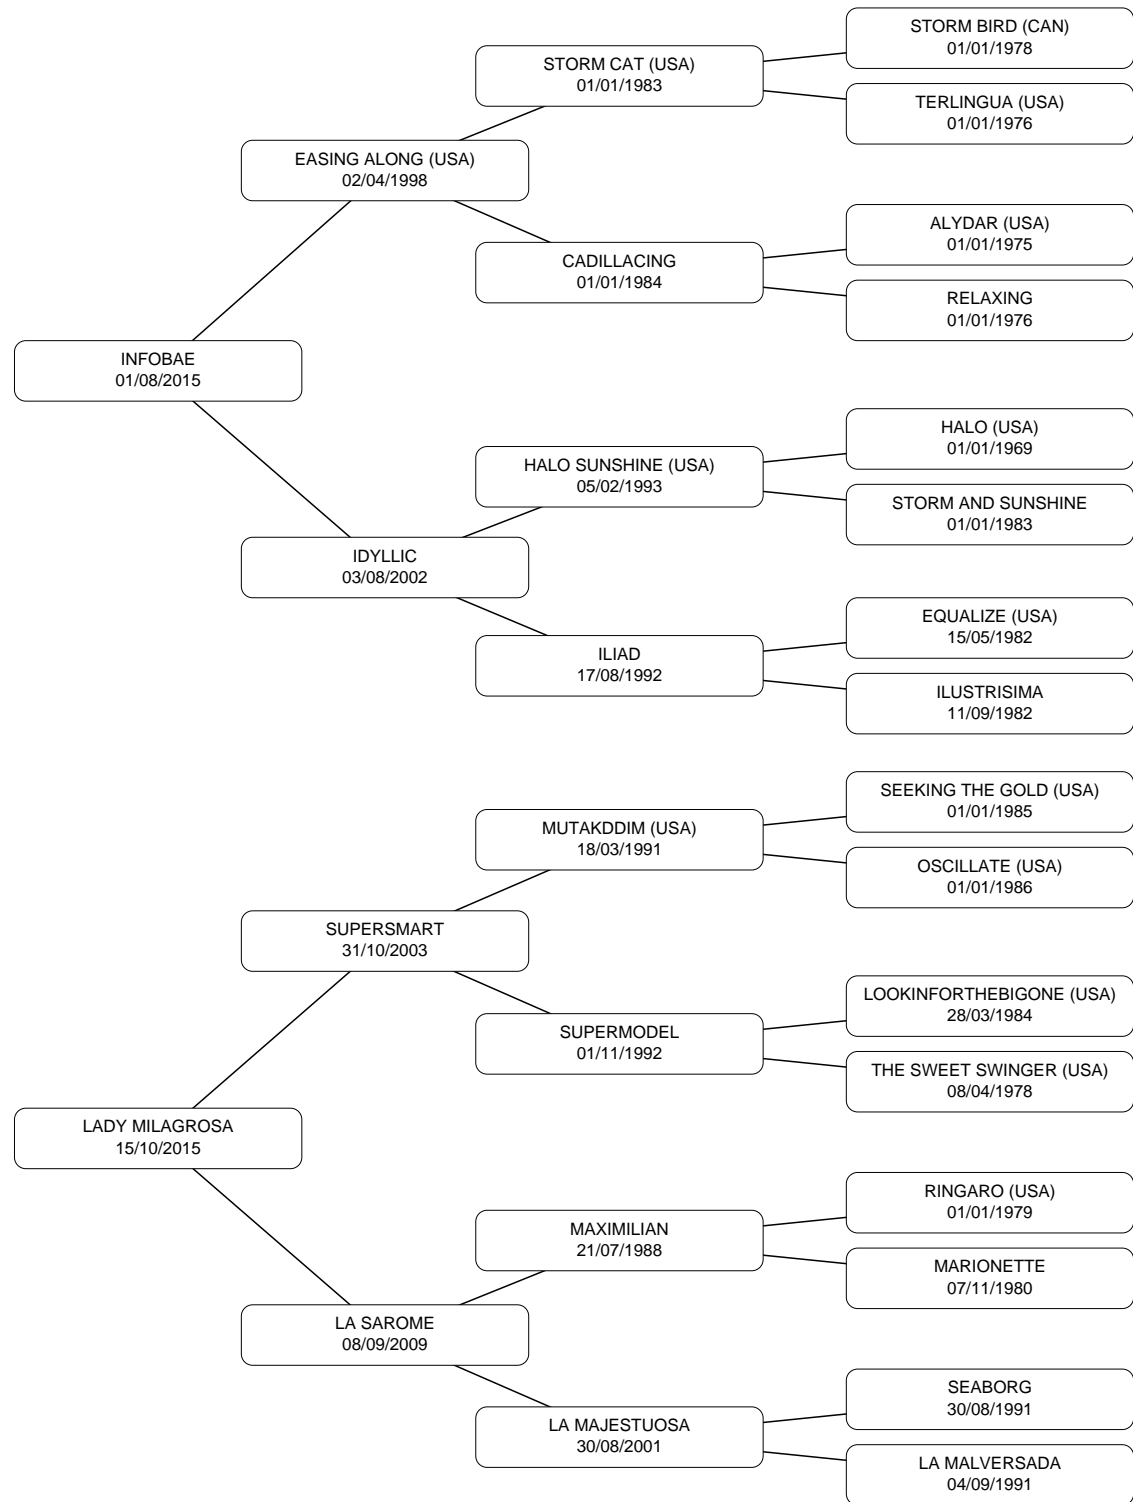 STORM BIRD (CAN)
01/01/1978
STORM CAT (USA)
01/01/1983
TERLINGUA (USA)
01/01/1976
EASING ALONG (USA)
02/04/1998
ALYDAR (USA)
01/01/1975
CADILLACING
01/01/1984
RELAXING
01/01/1976
INFOBAE
01/08/2015
HALO (USA)
01/01/1969
HALO SUNSHINE (USA)
05/02/1993
STORM AND SUNSHINE
01/01/1983
IDYLLIC
03/08/2002
EQUALIZE (USA)
15/05/1982
ILIAD
17/08/1992
ILUSTRISIMA
11/09/1982
SEEKING THE GOLD (USA)
01/01/1985
MUTAKDDIM (USA)
18/03/1991
OSCILLATE (USA)
01/01/1986
SUPERSMART
31/10/2003
LOOKINFORTHEBIGONE (USA)
28/03/1984
SUPERMODEL
01/11/1992
THE SWEET SWINGER (USA)
08/04/1978
LADY MILAGROSA
15/10/2015
RINGARO (USA)
01/01/1979
MAXIMILIAN
21/07/1988
MARIONETTE
07/11/1980
LA SAROME
08/09/2009
SEABORG
30/08/1991
LA MAJESTUOSA
30/08/2001
LA MALVERSADA
04/09/1991